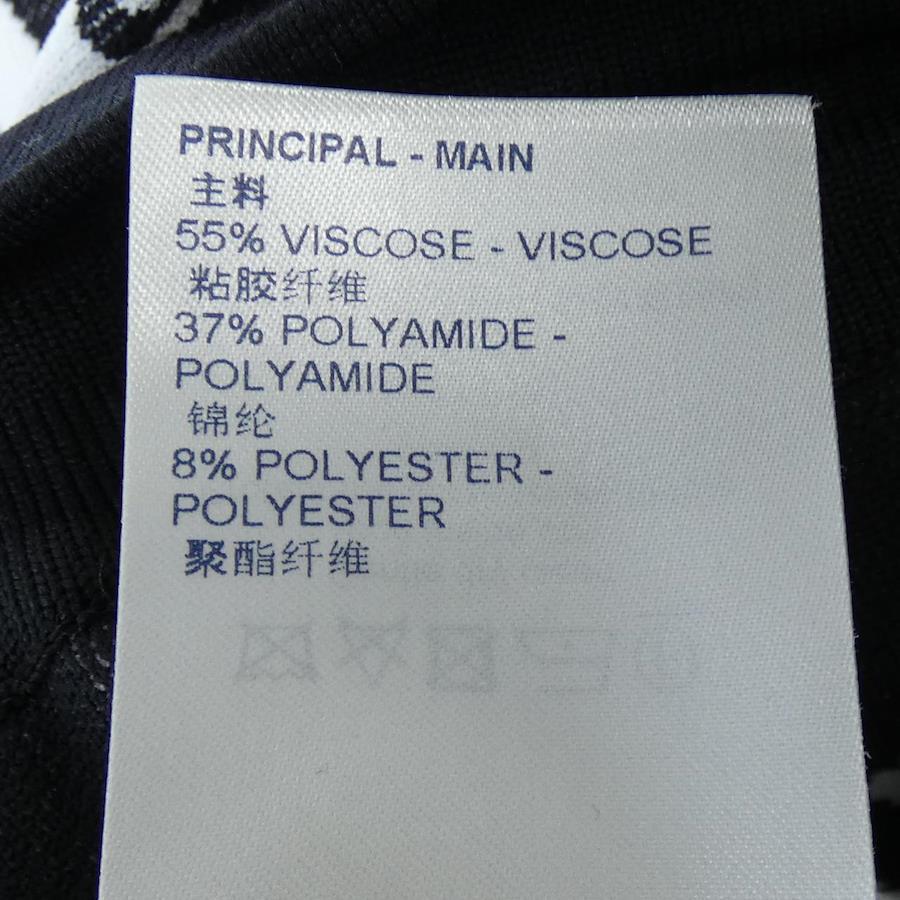 PRINCIPAL - MAIN
主料
55% VISCOSE - VISCOSE
粘胶纤维
37% POLYAMIDE -
POLYAMIDE
锦纶
8% POLYESTER -
POLYESTER
聚酯纤维